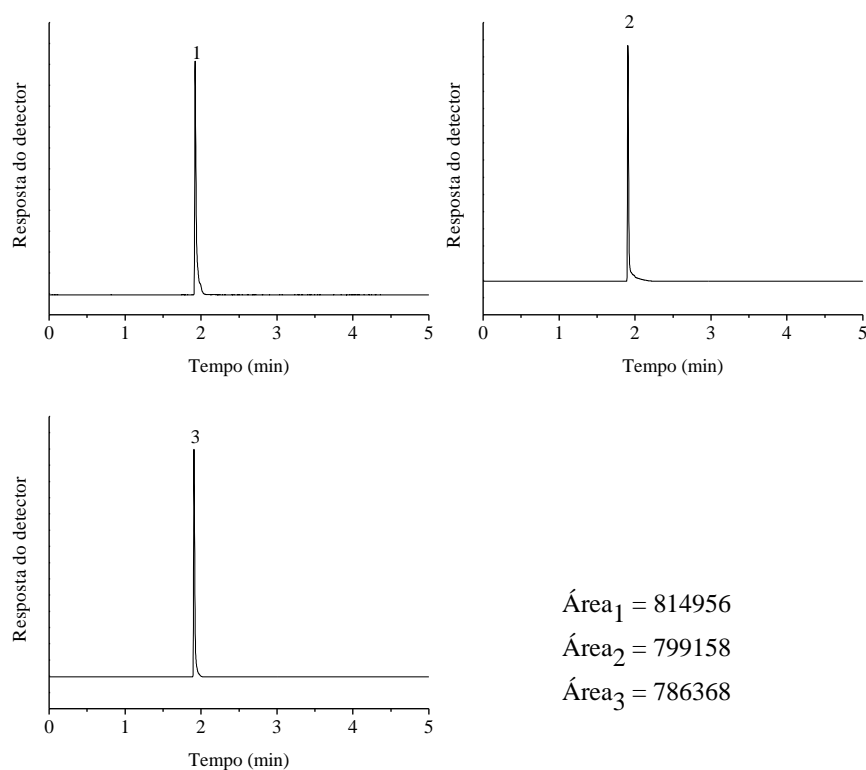 1
Resposta do detector
0 1 2 3 4 5
Tempo (min)
2
Resposta do detector
0 1 2 3 4 5
Tempo (min)
3
Resposta do detector
0 1 2 3 4 5
Tempo (min)
Área1 = 814956
Área2 = 799158
Área3 = 786368